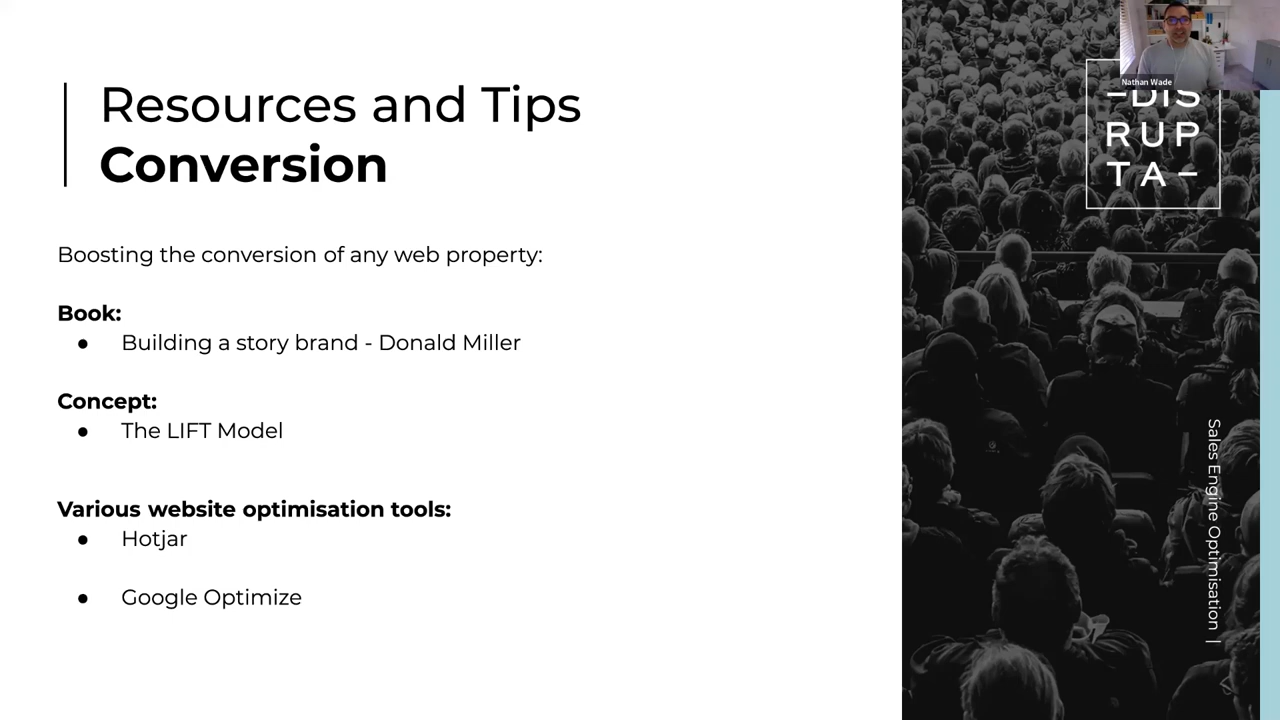 Resources and Tips
Conversion
Boosting the conversion of any web property:
Book:
● Building a story brand - Donald Miller
Concept:
● The LIFT Model
Various website optimisation tools:
● Hotjar
● Google Optimize
Nathan Wade
–DIS
RUP
TA–
Sales Engine Optimisation |